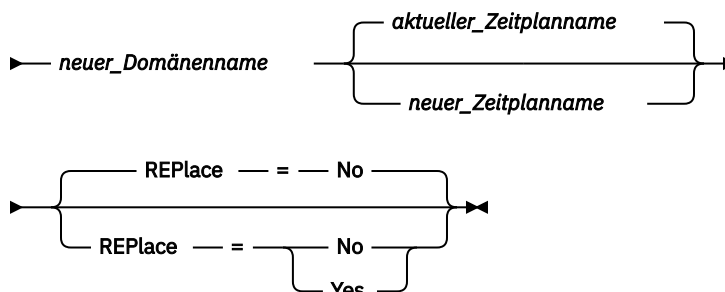 aktueller_Zeitplanname
neuer_Domänenname
neuer_Zeitplanname
REPlace = No
REPlace = No
Yes